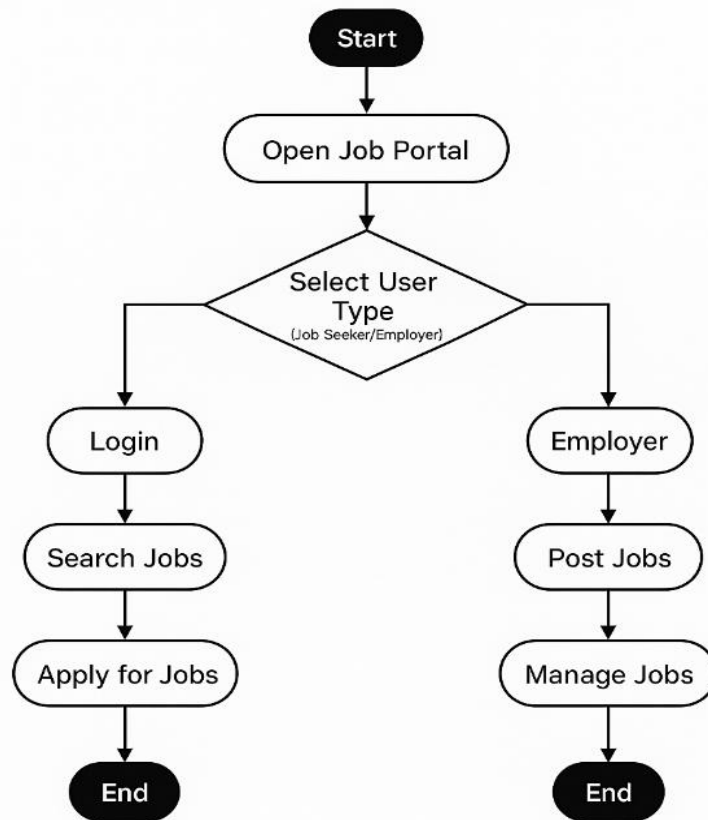 Start
Open Job Portal
Select User
Type
(Job Seeker/Employer)
Login
Employer
Search Jobs
Post Jobs
Apply for Jobs
Manage Jobs
End
End